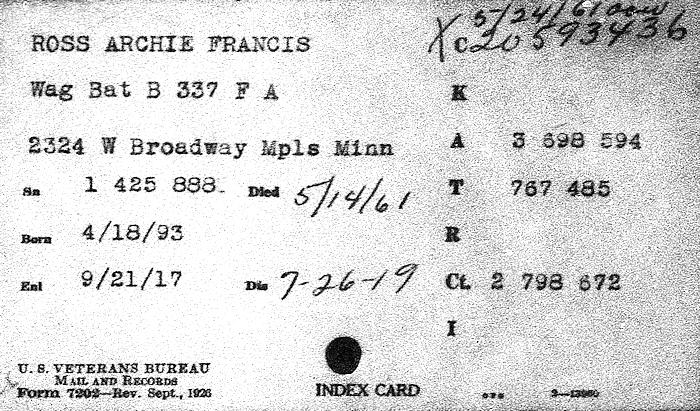 5/24/61
ROSS ARCHIE FRANCIS XC20593436
Wag Bat B 337 F A K
2324 W Broadway Mpls Minn A 3 698 594
Sn 1 425 888. Died 5/14/61 T 767 485
Born 4/18/93 R
Enl 9/21/17 Dis 7-26-19 Ct. 2 798 672
I
U. S. VETERANS BUREAU
MAIL AND RECORDS
Form 7202—Rev. Sept., 1926 INDEX CARD